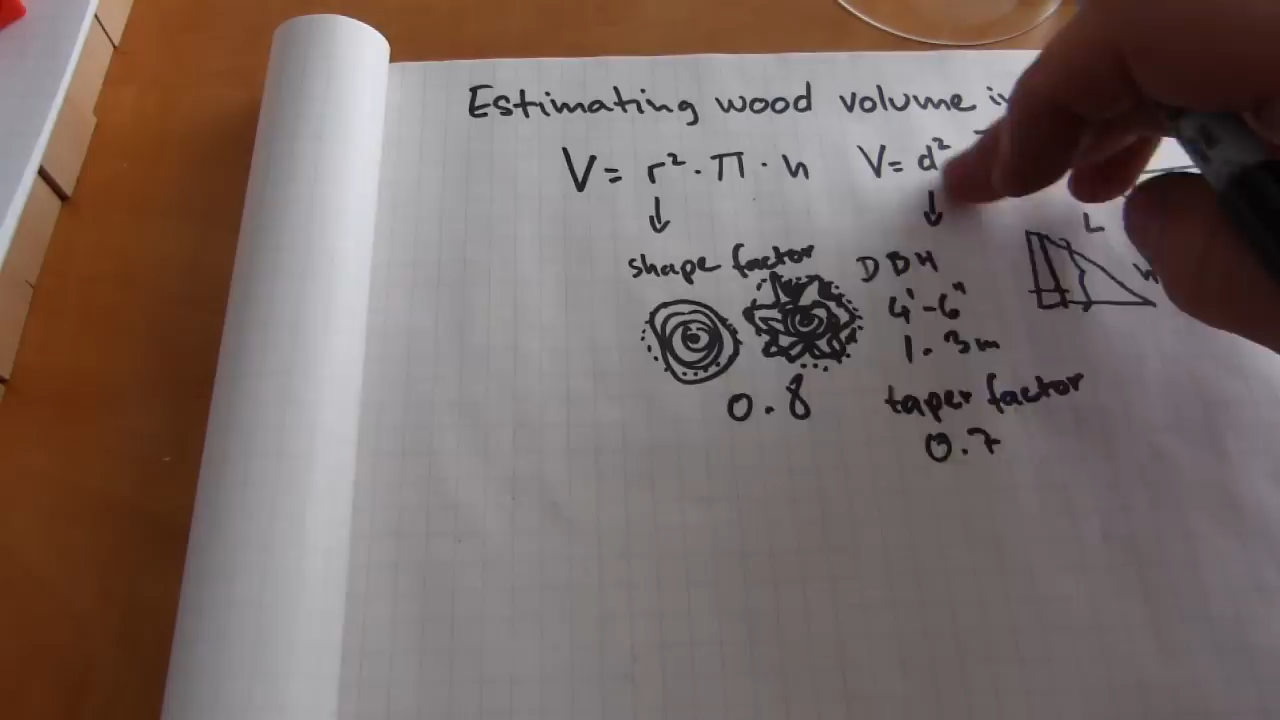 Estimating wood volume
V = r² · π · h V = d²
L
shape factor DBH
4'-6"
1.3m
0.8 taper factor
0.7